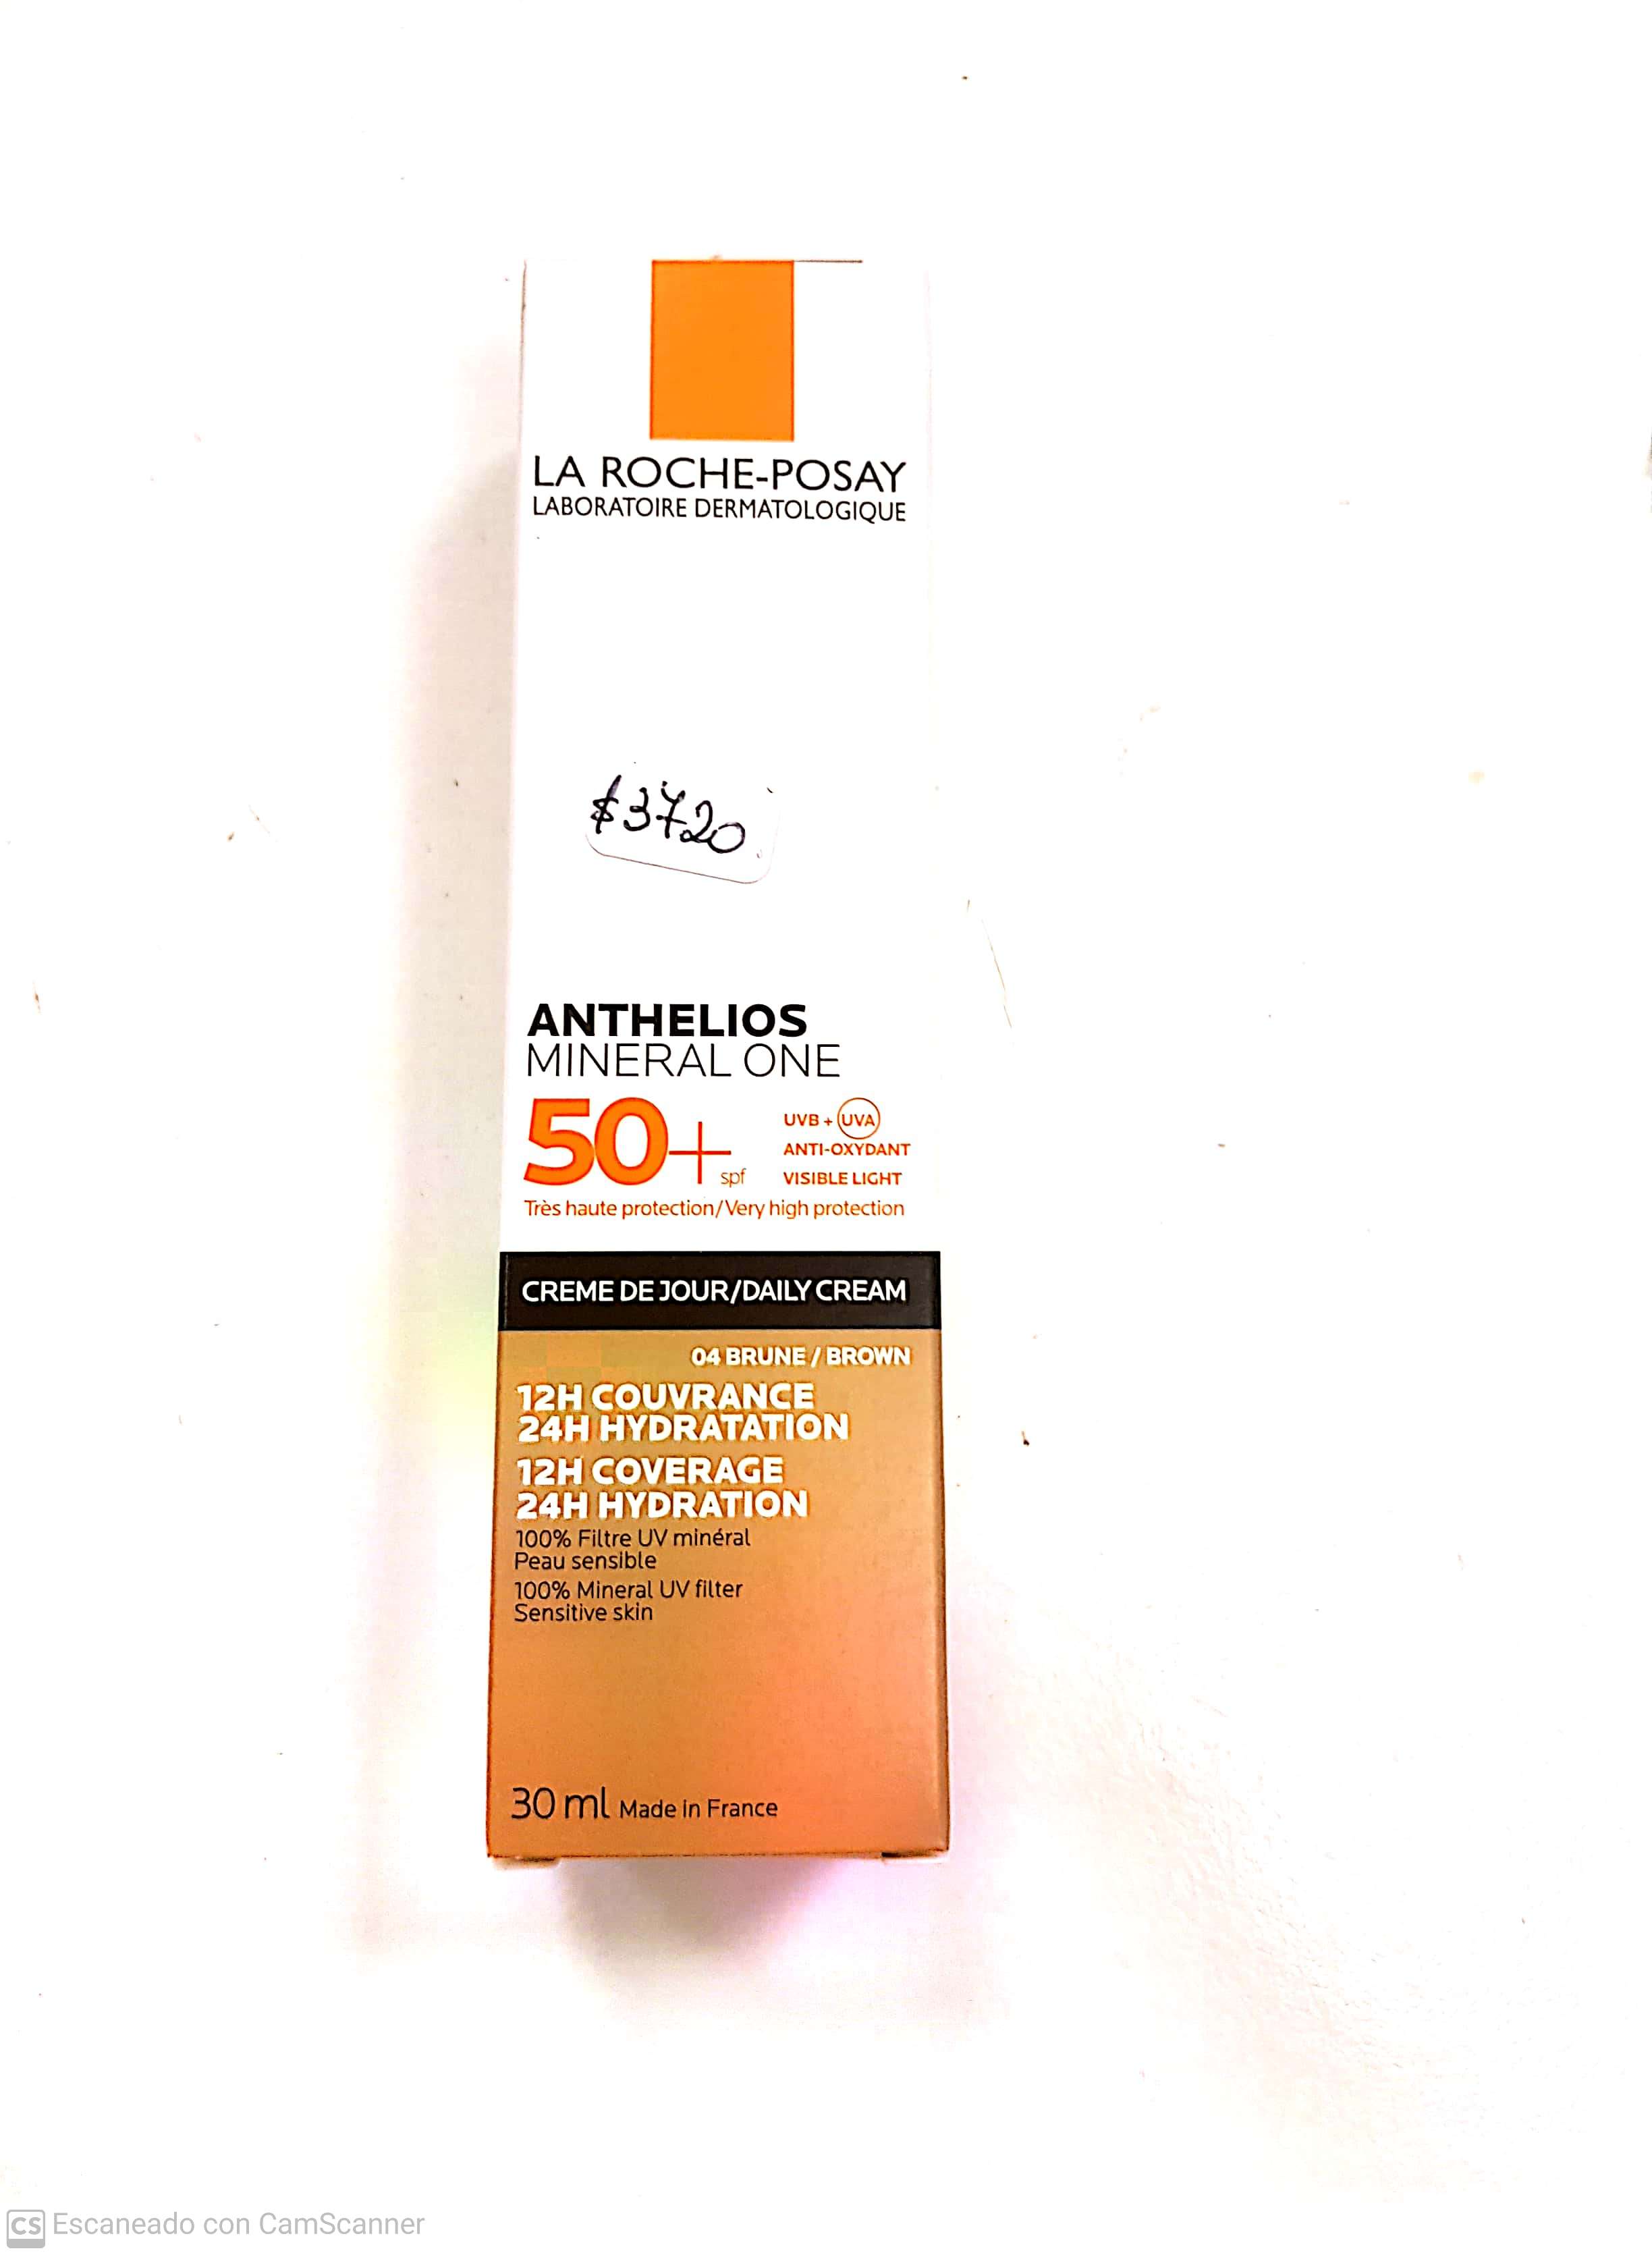 LA ROCHE-POSAY
LABORATOIRE DERMATOLOGIQUE
$3720
ANTHELIOS
MINERAL ONE
50+ spf
UVB + UVA
ANTI-OXYDANT
VISIBLE LIGHT
Très haute protection/Very high protection
CREME DE JOUR/DAILY CREAM
04 BRUNE / BROWN
12H COUVRANCE
24H HYDRATATION
12H COVERAGE
24H HYDRATION
100% Filtre UV minéral
Peau sensible
100% Mineral UV filter
Sensitive skin
30 ml Made in France
CS Escaneado con CamScanner